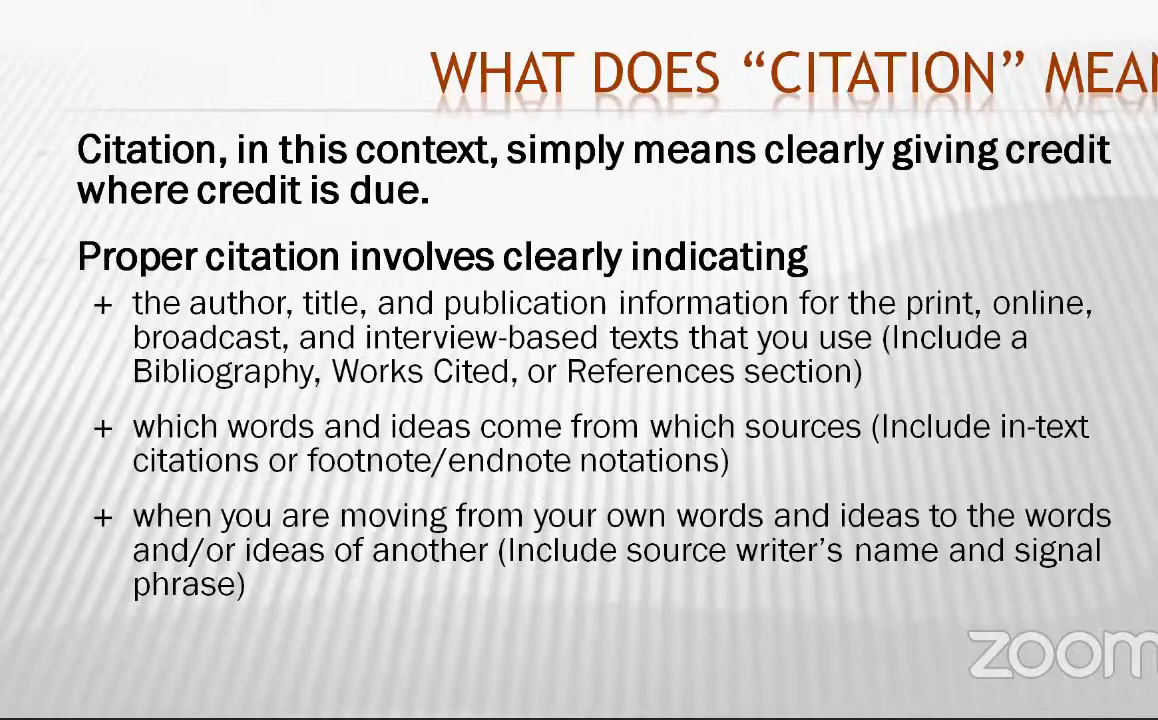 WHAT DOES “CITATION” MEAN
Citation, in this context, simply means clearly giving credit
where credit is due.
Proper citation involves clearly indicating
+ the author, title, and publication information for the print, online,
broadcast, and interview-based texts that you use (Include a
Bibliography, Works Cited, or References section)
+ which words and ideas come from which sources (Include in-text
citations or footnote/endnote notations)
+ when you are moving from your own words and ideas to the words
and/or ideas of another (Include source writer’s name and signal
phrase)
zoom